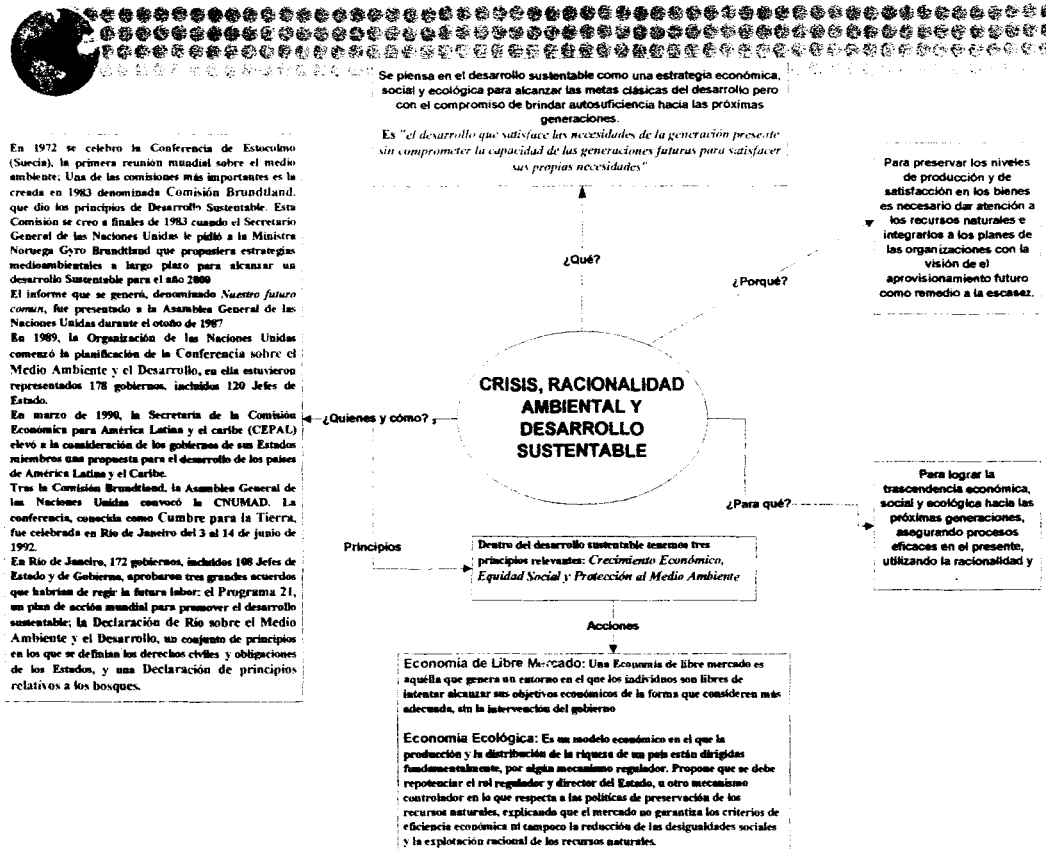 Se piensa en el desarrollo sustentable como una estrategia económica,
social y ecológica para alcanzar las metas clásicas del desarrollo pero
con el compromiso de brindar autosuficiencia hacia las próximas
generaciones.
Es "el desarrollo que satisface las necesidades de la generación presente
sin comprometer la capacidad de las generaciones futuras para satisfacer
sus propias necesidades"
En 1972 se celebro la Conferencia de Estocolmo
(Suecia), la primera reunión mundial sobre el medio
ambiente; Una de las comisiones más importantes es la
creada en 1983 denominada Comisión Brundtland.
que dio los principios de Desarrollo Sustentable. Esta
Comisión se creo a finales de 1983 cuando el Secretario
General de las Naciones Unidas le pidió a la Ministra
Noruega Gyro Brundtland que propusiera estrategias
medioambientales a largo plazo para alcanzar un
desarrollo Sustentable para el año 2000
El informe que se generó, denominado Nuestro futuro
comun, fue presentado a la Asamblea General de las
Naciones Unidas durante el otoño de 1987
En 1989, la Organización de las Naciones Unidas
comenzó la planificación de la Conferencia sobre el
Medio Ambiente y el Desarrollo, en ella estuvieron
representados 178 gobiernos, incluidos 120 Jefes de
Estado.
En marzo de 1990, la Secretaria de la Comisión
Económica para América Latina y el caribe (CEPAL)
elevó a la consideración de los gobiernos de sus Estados
miembros una propuesta para el desarrollo de los países
de América Latina y el Caribe.
Tras la Comisión Brundtland, la Asamblea General de
las Naciones Unidas convocó la CNUMAD. La
conferencia, conocida como Cumbre para la Tierra,
fue celebrada en Río de Janeiro del 3 al 14 de junio de
1992.
En Río de Janeiro, 172 gobiernos, incluidos 108 Jefes de
Estado y de Gobierno, aprobaron tres grandes acuerdos
que habrían de regir la futura labor: el Programa 21,
un plan de acción mundial para promover el desarrollo
sustentable; la Declaración de Río sobre el Medio
Ambiente y el Desarrollo, un conjunto de principios
en los que se definían los derechos civiles y obligaciones
de los Estados, y una Declaración de principios
relativos a los bosques.
Para preservar los niveles
de producción y de
satisfacción en los bienes
es necesario dar atención a
los recursos naturales e
integrarlos a los planes de
las organizaciones con la
visión de el
aprovisionamiento futuro
como remedio a la escasez.
¿Qué?
¿Porqué?
CRISIS, RACIONALIDAD
AMBIENTAL Y
DESARROLLO
SUSTENTABLE
¿Quienes y cómo?
¿Para qué?
Para lograr la
trascendencia económica,
social y ecológica hacia las
próximas generaciones,
asegurando procesos
eficaces en el presente,
utilizando la racionalidad y
.
Principios
Dentro del desarrollo sustentable tenemos tres
principios relevantes: Crecimiento Económico,
Equidad Social y Protección al Medio Ambiente
Acciones
Economía de Libre Mercado: Una Economía de libre mercado es
aquélla que genera un entorno en el que los individuos son libres de
intentar alcanzar sus objetivos económicos de la forma que consideren más
adecuada, sin la intervención del gobierno
Economía Ecológica: Es un modelo económico en el que la
producción y la distribución de la riqueza de un país están dirigidas
fundamentalmente, por algún mecanismo regulador. Propone que se debe
repotenciar el rol regulador y director del Estado, u otro mecanismo
controlador en lo que respecta a las políticas de preservación de los
recursos naturales, explicando que el mercado no garantiza los criterios de
eficiencia económica ni tampoco la reducción de las desigualdades sociales
y la explotación racional de los recursos naturales.